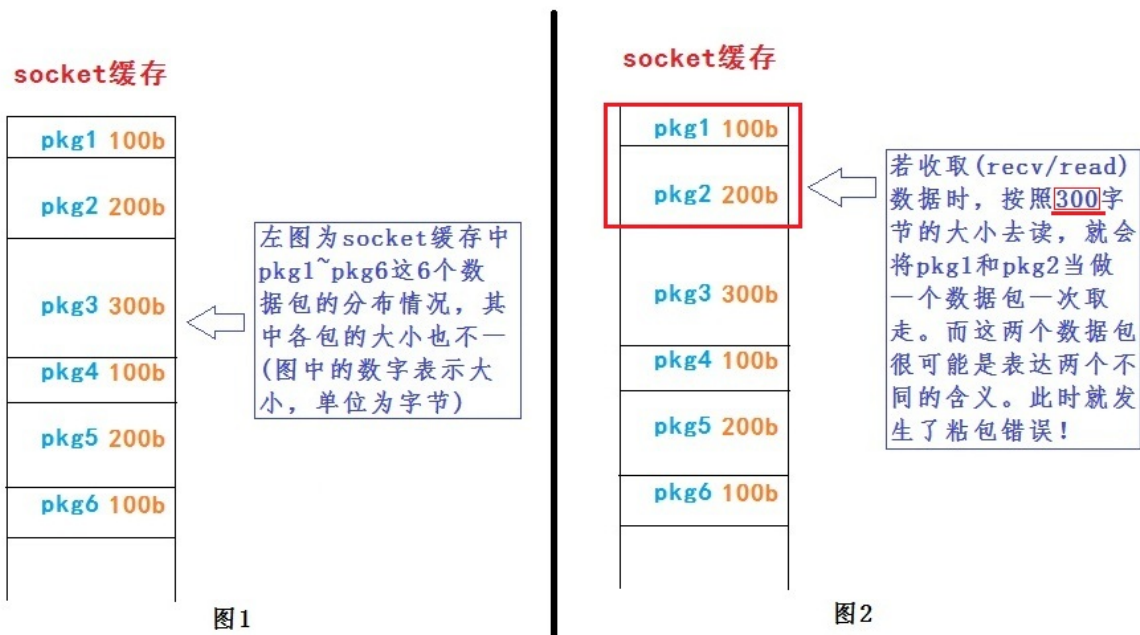 socket缓存
pkg1 100b
pkg2 200b
pkg3 300b
pkg4 100b
pkg5 200b
pkg6 100b
左图为socket缓存中
pkg1~pkg6这6个数
据包的分布情况，其
中各包的大小也不一
(图中的数字表示大
小，单位为字节)
图1
socket缓存
pkg1 100b
pkg2 200b
pkg3 300b
pkg4 100b
pkg5 200b
pkg6 100b
若收取(recv/read)
数据时，按照300字
节的大小去读，就会
将pkg1和pkg2当做
一个数据包一次取
走。而这两个数据包
很可能是表达两个不
同的含义。此时就发
生了粘包错误！
图2